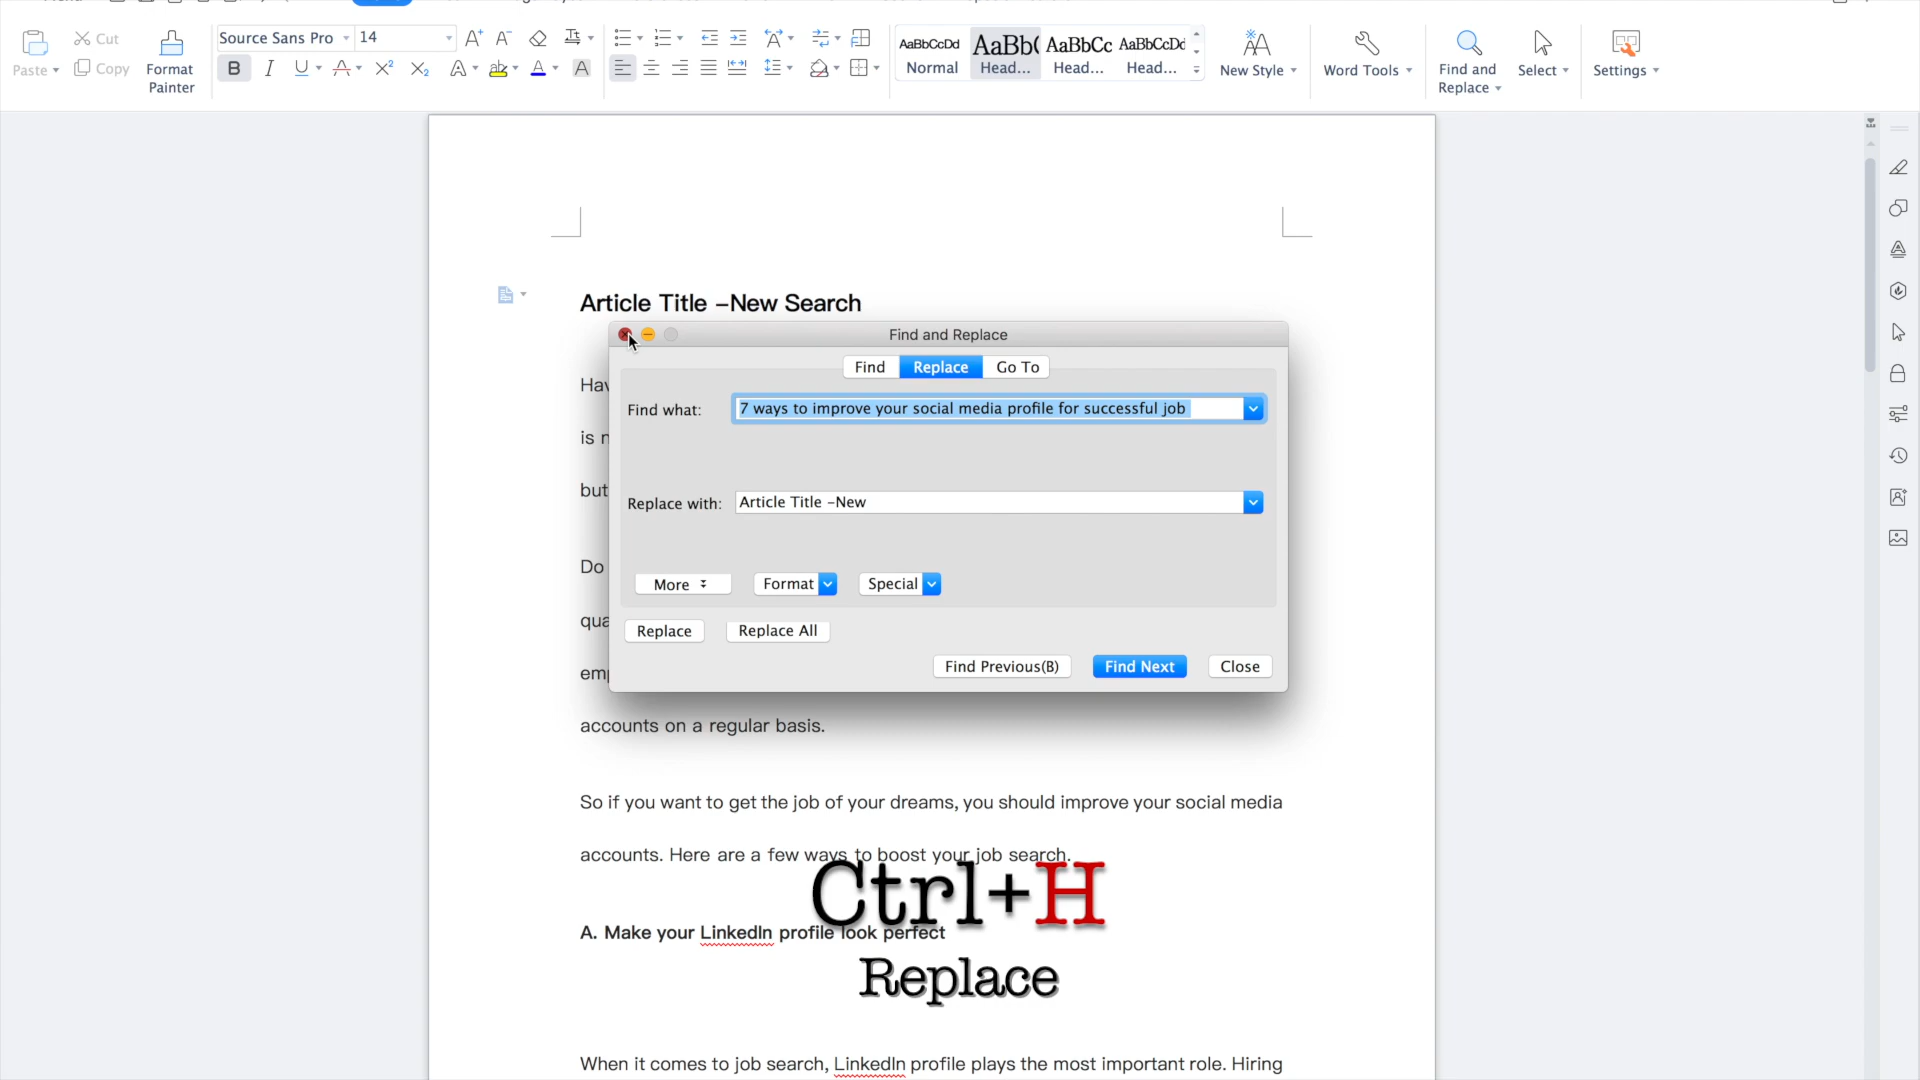 Cut
Source Sans Pro
14
Paste
Copy
Format
Painter
B
I
U
A
X²
X₂
AaBbCcDd
AaBb(
AaBbCc
AaBbCcDd
Normal
Head...
Head...
Head...
New Style
Word Tools
Find and
Replace
Select
Settings
Article Title –New Search
Find and Replace
Find
Replace
Go To
Find what:
7 ways to improve your social media profile for successful job
Replace with:
Article Title –New
More
Format
Special
Replace
Replace All
Find Previous(B)
Find Next
Close
Hav
is n
but
Do
qua
emp
accounts on a regular basis.
So if you want to get the job of your dreams, you should improve your social media
accounts. Here are a few ways to boost your job search.
Ctrl+H
A. Make your LinkedIn profile look perfect
Replace
When it comes to job search, LinkedIn profile plays the most important role. Hiring